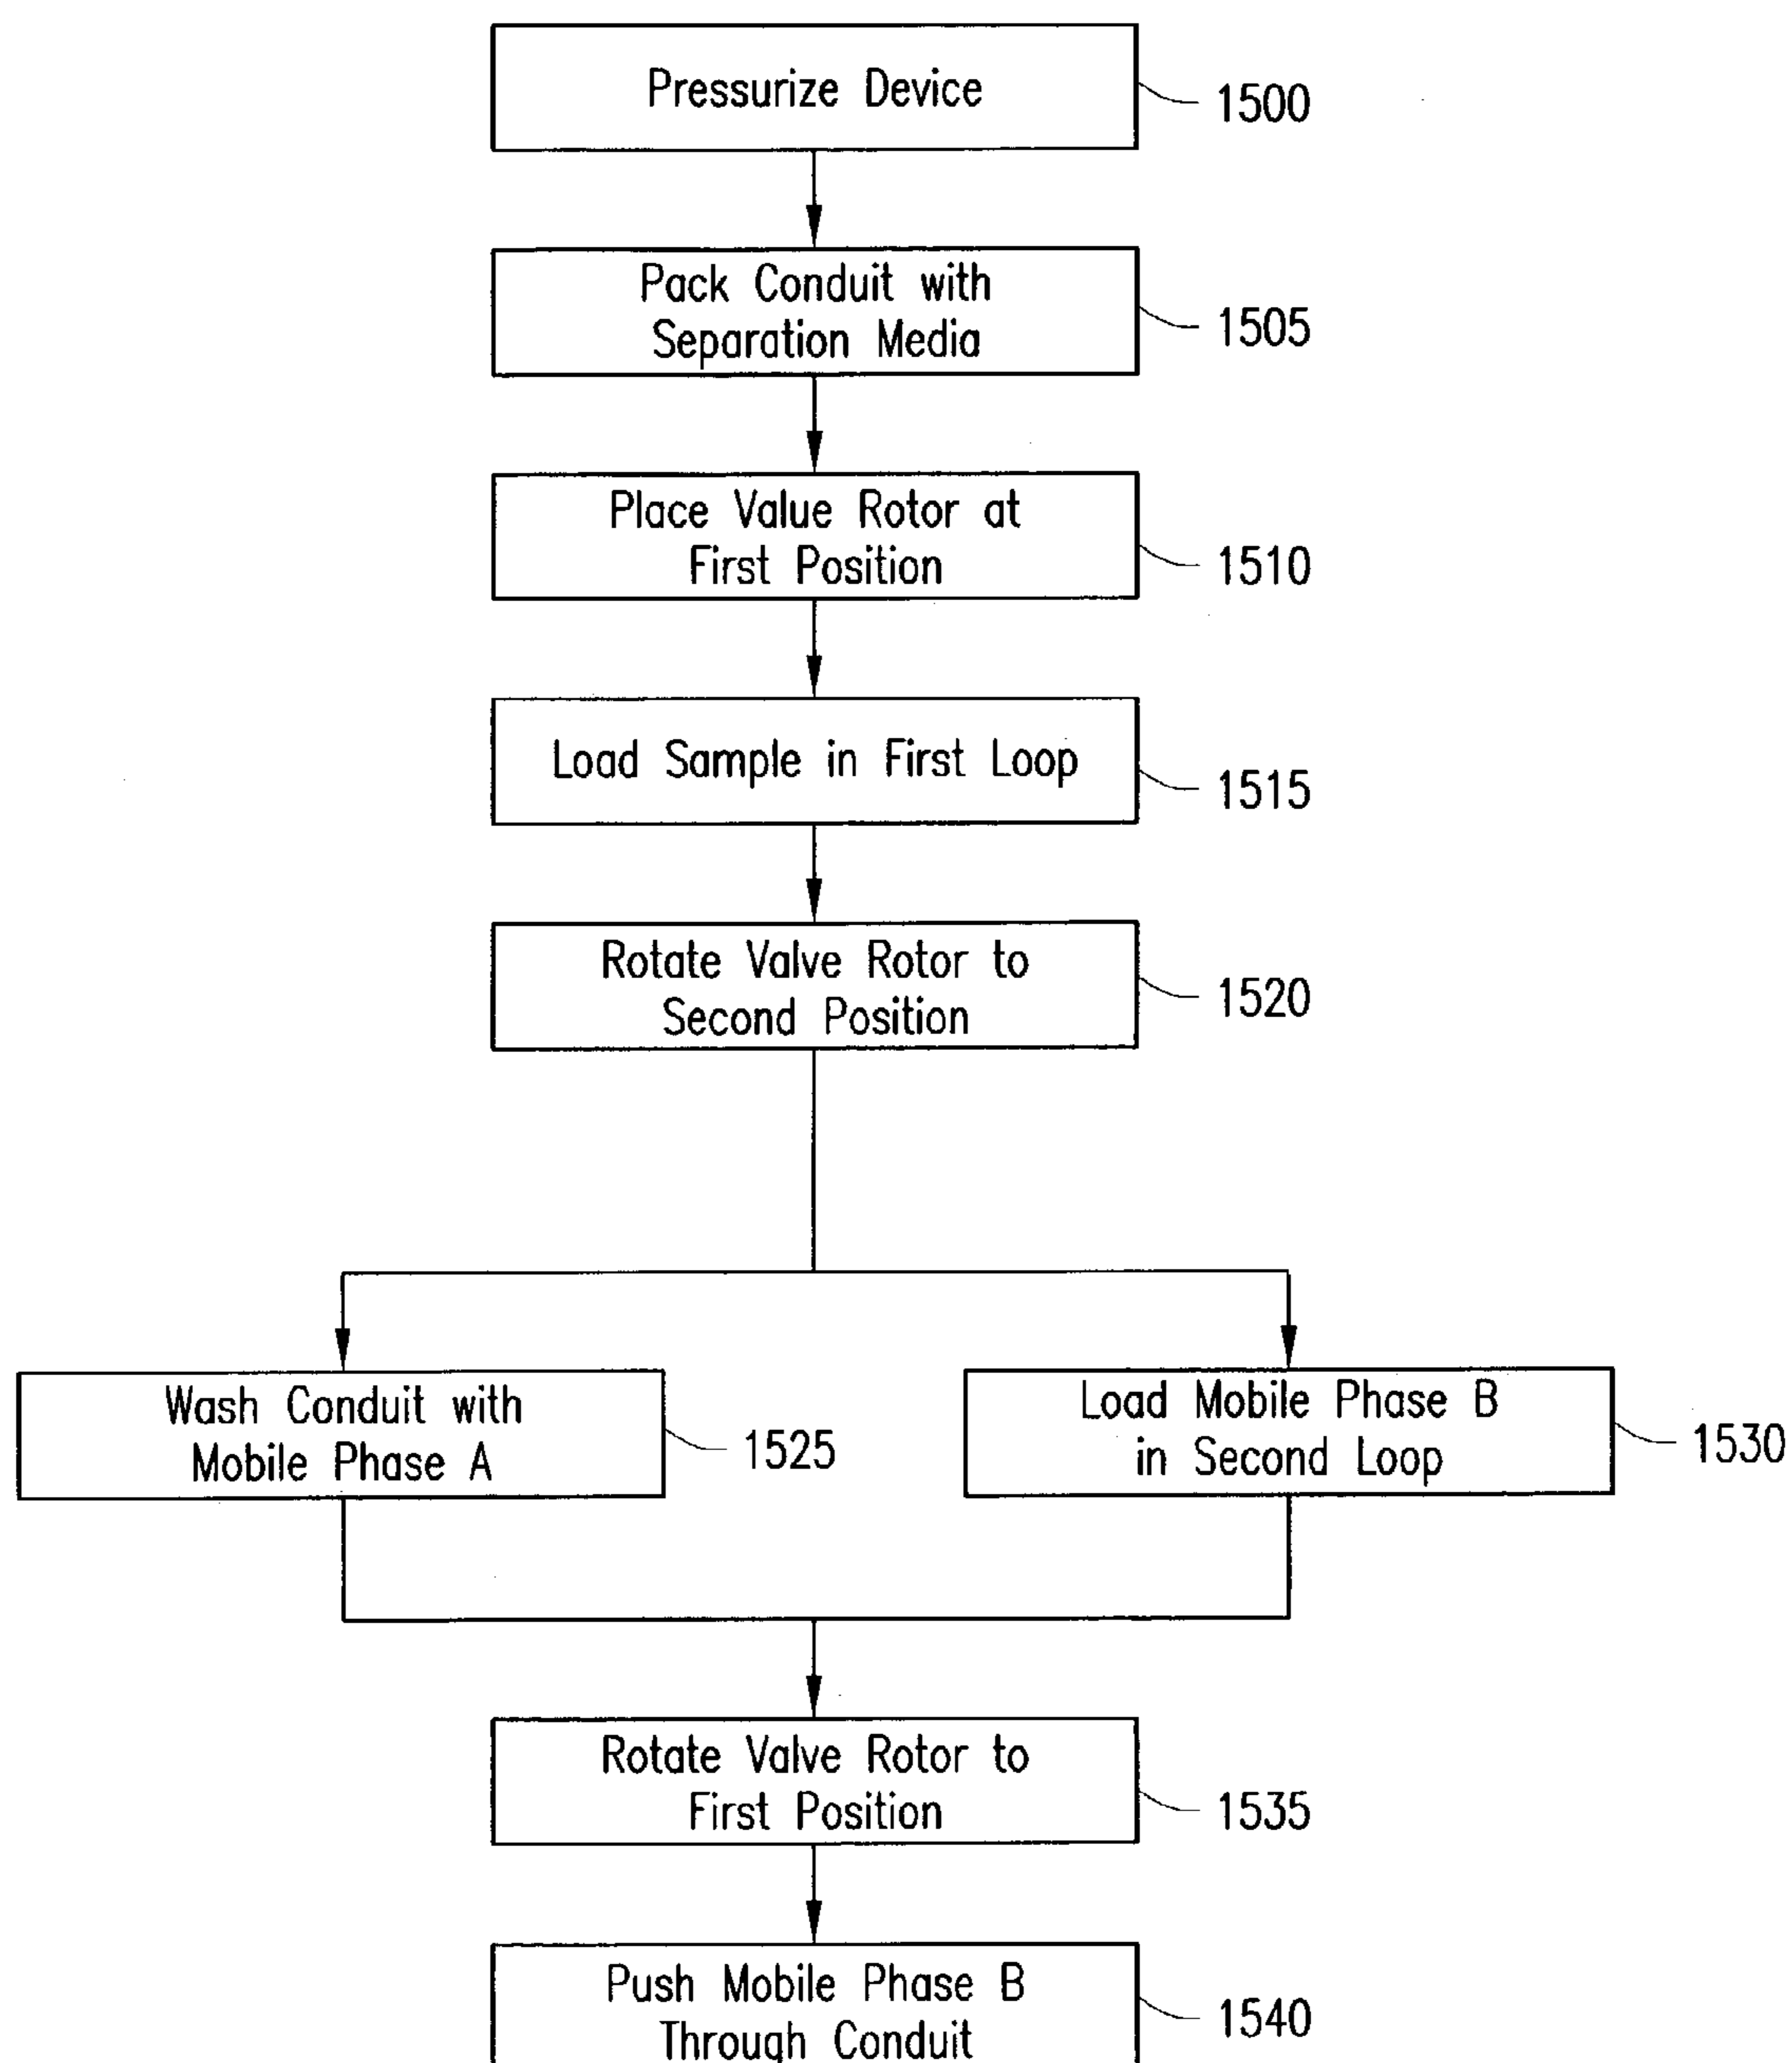 Pressurize Device
1500
Pack Conduit with
Separation Media
1505
Place Value Rotor at
First Position
1510
Load Sample in First Loop
1515
Rotate Valve Rotor to
Second Position
1520
Wash Conduit with
Mobile Phase A
1525
Load Mobile Phase B
in Second Loop
1530
Rotate Valve Rotor to
First Position
1535
Push Mobile Phase B
Through Conduit
1540